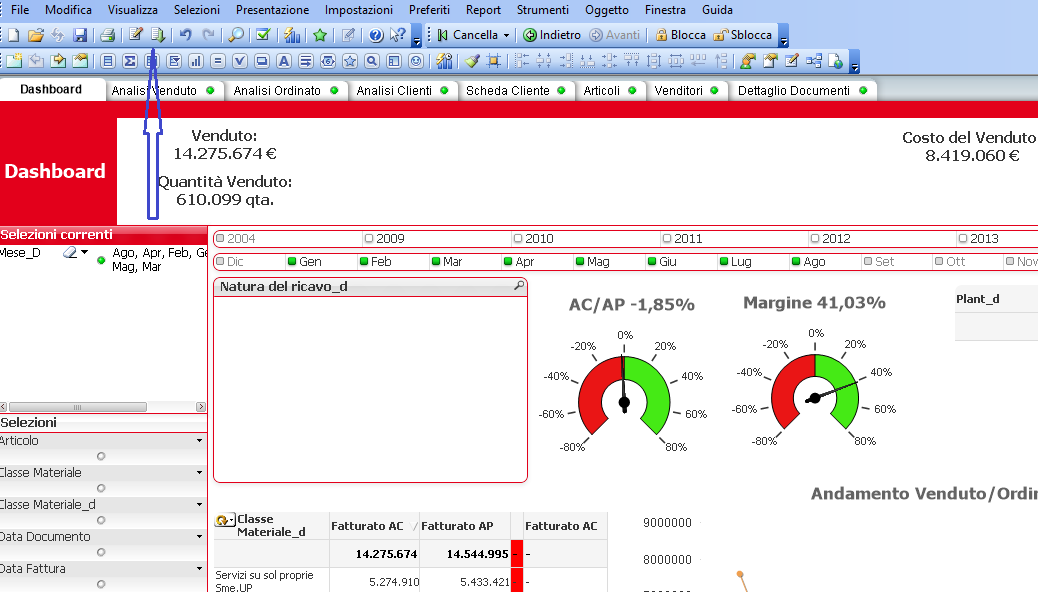 File Modifica Visualizza Selezioni Presentazione Impostazioni Preferiti Report Strumenti Oggetto Finestra Guida
Cancella Indietro Avanti Blocca Sblocca
Dashboard Analisi Venduto Analisi Ordinato Analisi Clienti Scheda Cliente Articoli Venditori Dettaglio Documenti
Dashboard
Venduto:
14.275.674 €
Quantità Venduto:
610.099 qta.
Costo del Venduto
8.419.060 €
Selezioni correnti
Mese_D Ago, Apr, Feb, Ge
Mag, Mar
2004 2009 2010 2011 2012 2013
Dic Gen Feb Mar Apr Mag Giu Lug Ago Set Ott Nov
Natura del ricavo_d
AC/AP -1,85%
-80% -60% -40% -20% 0% 20% 40% 60% 80%
Margine 41,03%
-80% -60% -40% -20% 0% 20% 40% 60% 80%
Plant_d
Selezioni
Articolo
Classe Materiale
Classe Materiale_d
Data Documento
Data Fattura
Andamento Venduto/Ordin
9000000
8000000
Classe Materiale_d Fatturato AC Fatturato AP Fatturato AC
14.275.674 14.544.995 - -
Servizi su sol proprie
Sme.UP 5.274.910 5.433.421 - -